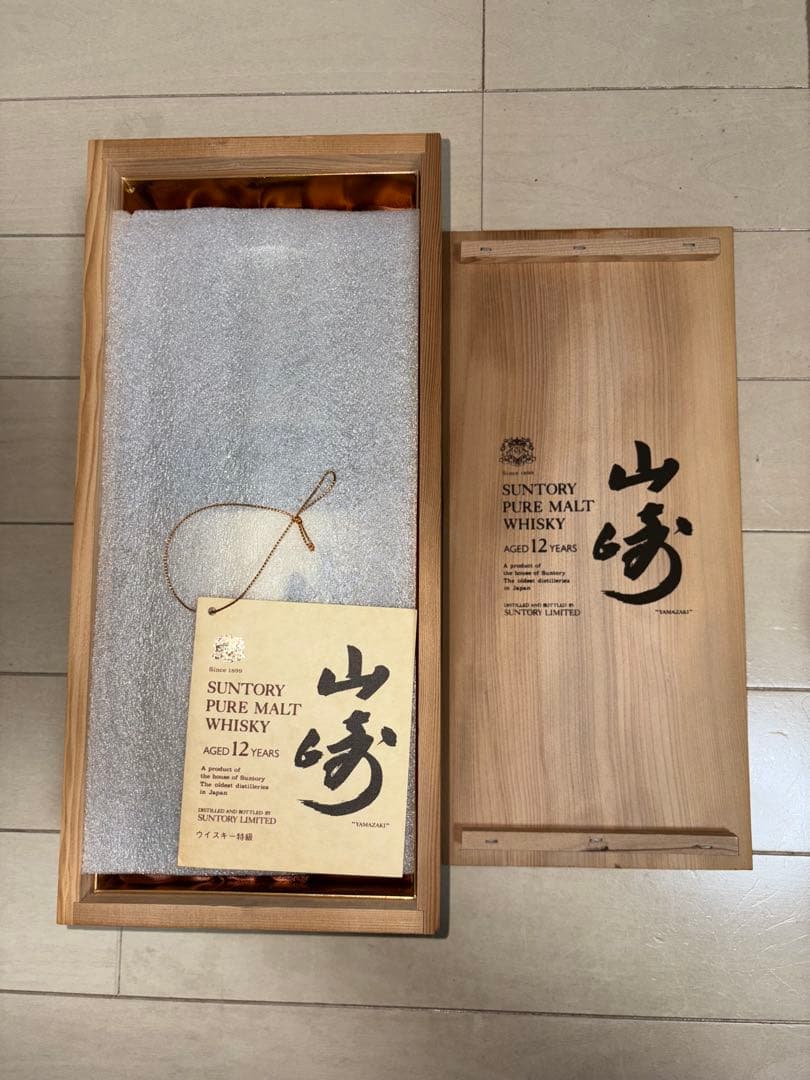 Since 1899
SUNTORY
PURE MALT
WHISKY
AGED 12 YEARS
A product of
the house of Suntory
The oldest distilleries
in Japan
DISTILLED AND BOTTLED BY
SUNTORY LIMITED
ウイスキー特級
山崎
"YAMAZAKI"
Since 1899
SUNTORY
PURE MALT
WHISKY
AGED 12 YEARS
A product of
the house of Suntory
The oldest distilleries
in Japan
DISTILLED AND BOTTLED BY
SUNTORY LIMITED
山崎
"YAMAZAKI"